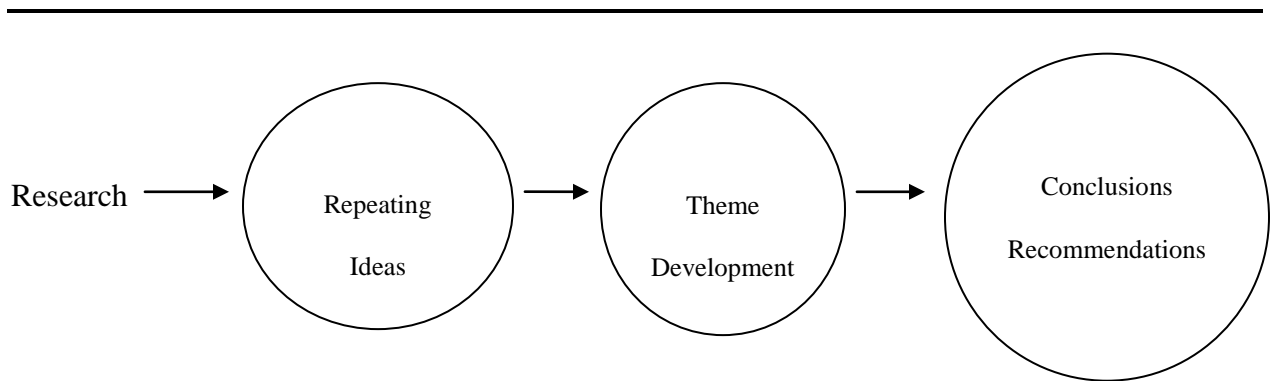 Research
Repeating
Ideas
Theme
Development
Conclusions
Recommendations